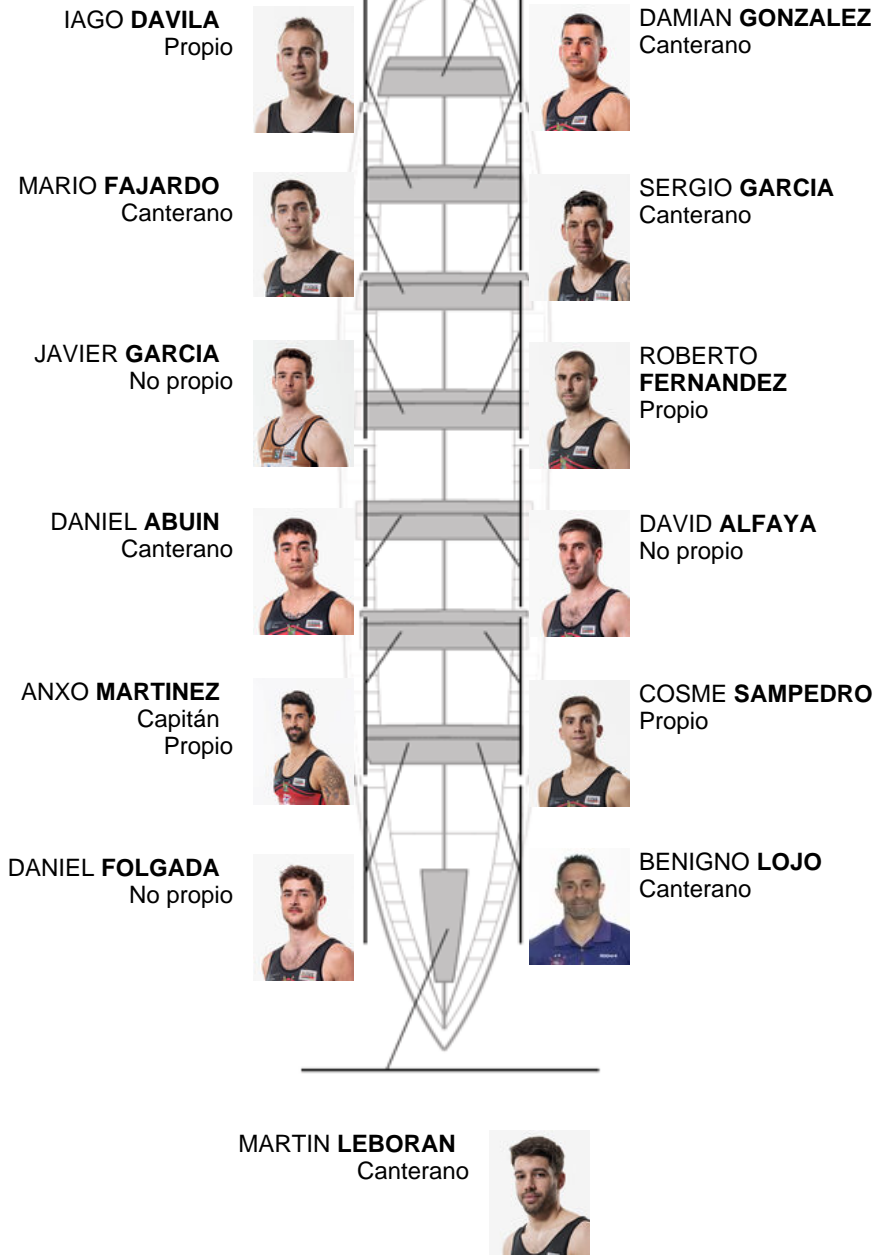 IAGO DAVILA
Propio
DAMIAN GONZALEZ
Canterano
MARIO FAJARDO
Canterano
SERGIO GARCIA
Canterano
JAVIER GARCIA
No propio
ROBERTO
FERNANDEZ
Propio
DANIEL ABUIN
Canterano
DAVID ALFAYA
No propio
ANXO MARTINEZ
Capitán
Propio
COSME SAMPEDRO
Propio
DANIEL FOLGADA
No propio
BENIGNO LOJO
Canterano
MARTIN LEBORAN
Canterano